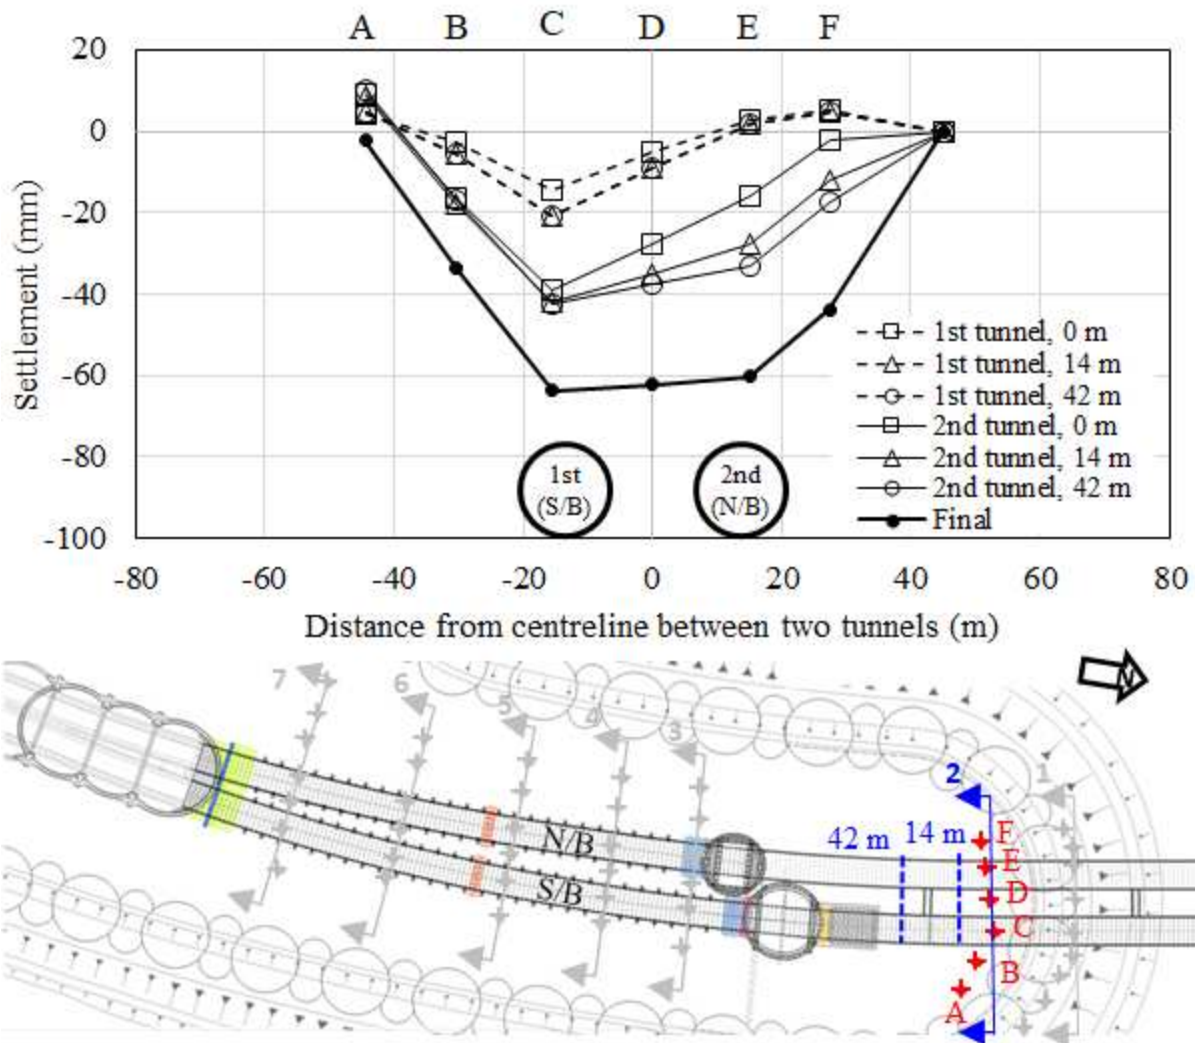 A B C D E F
20
0
-20
-40
-60
-80
-100
Settlement (mm)
1st tunnel, 0 m
1st tunnel, 14 m
1st tunnel, 42 m
2nd tunnel, 0 m
2nd tunnel, 14 m
2nd tunnel, 42 m
Final
1st
(S/B)
2nd
(N/B)
-80 -60 -40 -20 0 20 40 60 80
Distance from centreline between two tunnels (m)
7
6
5
4
3
2
1
N
N/B
S/B
42 m 14 m
F
E
D
C
B
A